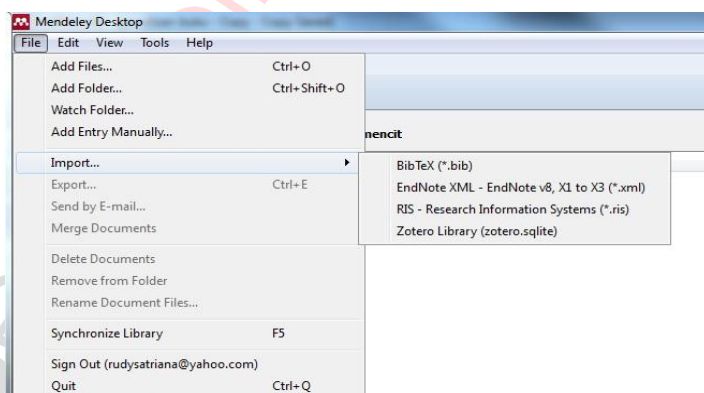 Mendeley Desktop
File Edit View Tools Help
Add Files... Ctrl+O
Add Folder... Ctrl+Shift+O
Watch Folder...
Add Entry Manually...
nencit
Import...
Export... Ctrl+E
Send by E-mail...
Merge Documents
BibTeX (*.bib)
EndNote XML - EndNote v8, X1 to X3 (*.xml)
RIS - Research Information Systems (*.ris)
Zotero Library (zotero.sqlite)
Delete Documents
Remove from Folder
Rename Document Files...
Synchronize Library F5
Sign Out (rudysatriana@yahoo.com)
Quit Ctrl+Q